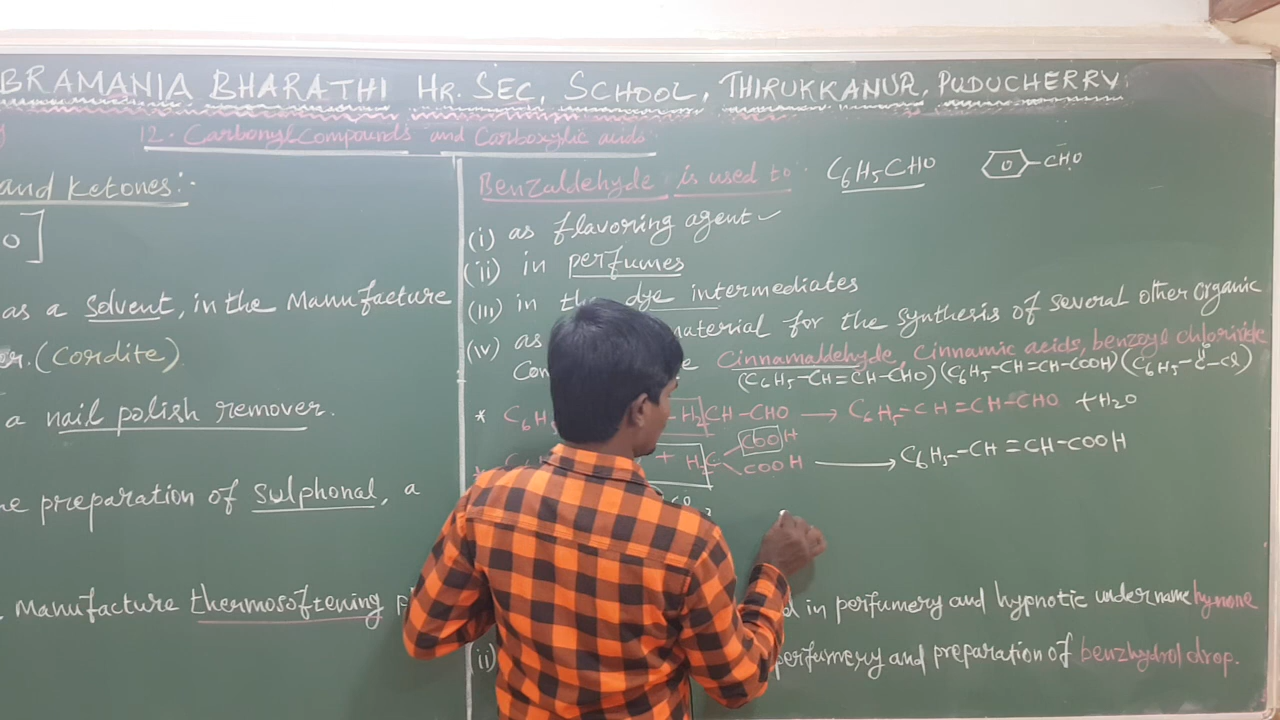 BRAMANIA BHARATHI HR. SEC, SCHOOL, THIRUKKANUR, PUDUCHERRY.
12. Carbonyl Compounds and Carboxylic acids.
and Ketones:-
O]
as a Solvent, in the Manufacture
(Cordite)
a nail polish remover.
preparation of Sulphonal, a
Manufacture thermosoftening
Benzaldehyde is used to: C6H5CHO -CHO
(i) as flavoring agent ✓
(ii) in perfumes
(iii) in the dye intermediates
(iv) as material for the synthesis of several other Organic
Cinnamaldehyde, Cinnamic acids, benzoyl chloride
(C6H5-CH=CH-CHO) (C6H5-CH=CH-COOH) (C6H5-C-Cl)
O
* C6H5 H2 CH-CHO → C6H5-CH=CH-CHO + H2O
* + H2C COOH COOH → C6H5-CH=CH-COOH
in perfumery and hypnotic under name hynone
(ii) perfumery and preparation of benzhydrol drop.